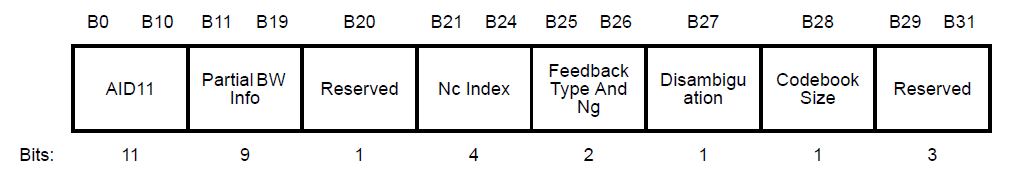 B0 B10 B11 B19 B20 B21 B24 B25 B26 B27 B28 B29 B31
AID11
Partial BW
Info
Reserved
Nc Index
Feedback
Type And
Ng
Disambigu
ation
Codebook
Size
Reserved
Bits: 11 9 1 4 2 1 1 3